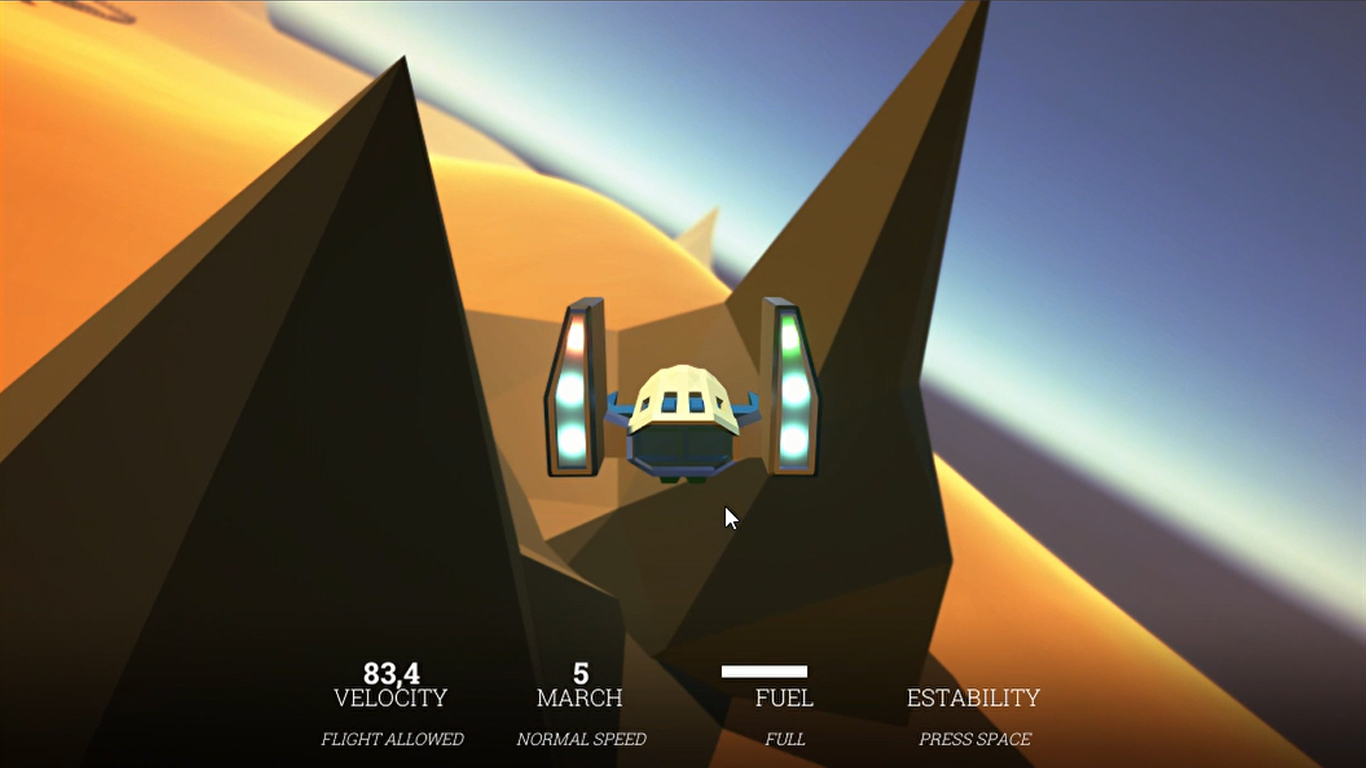 83,4 5
VELOCITY MARCH FUEL ESTABILITY
FLIGHT ALLOWED NORMAL SPEED FULL PRESS SPACE